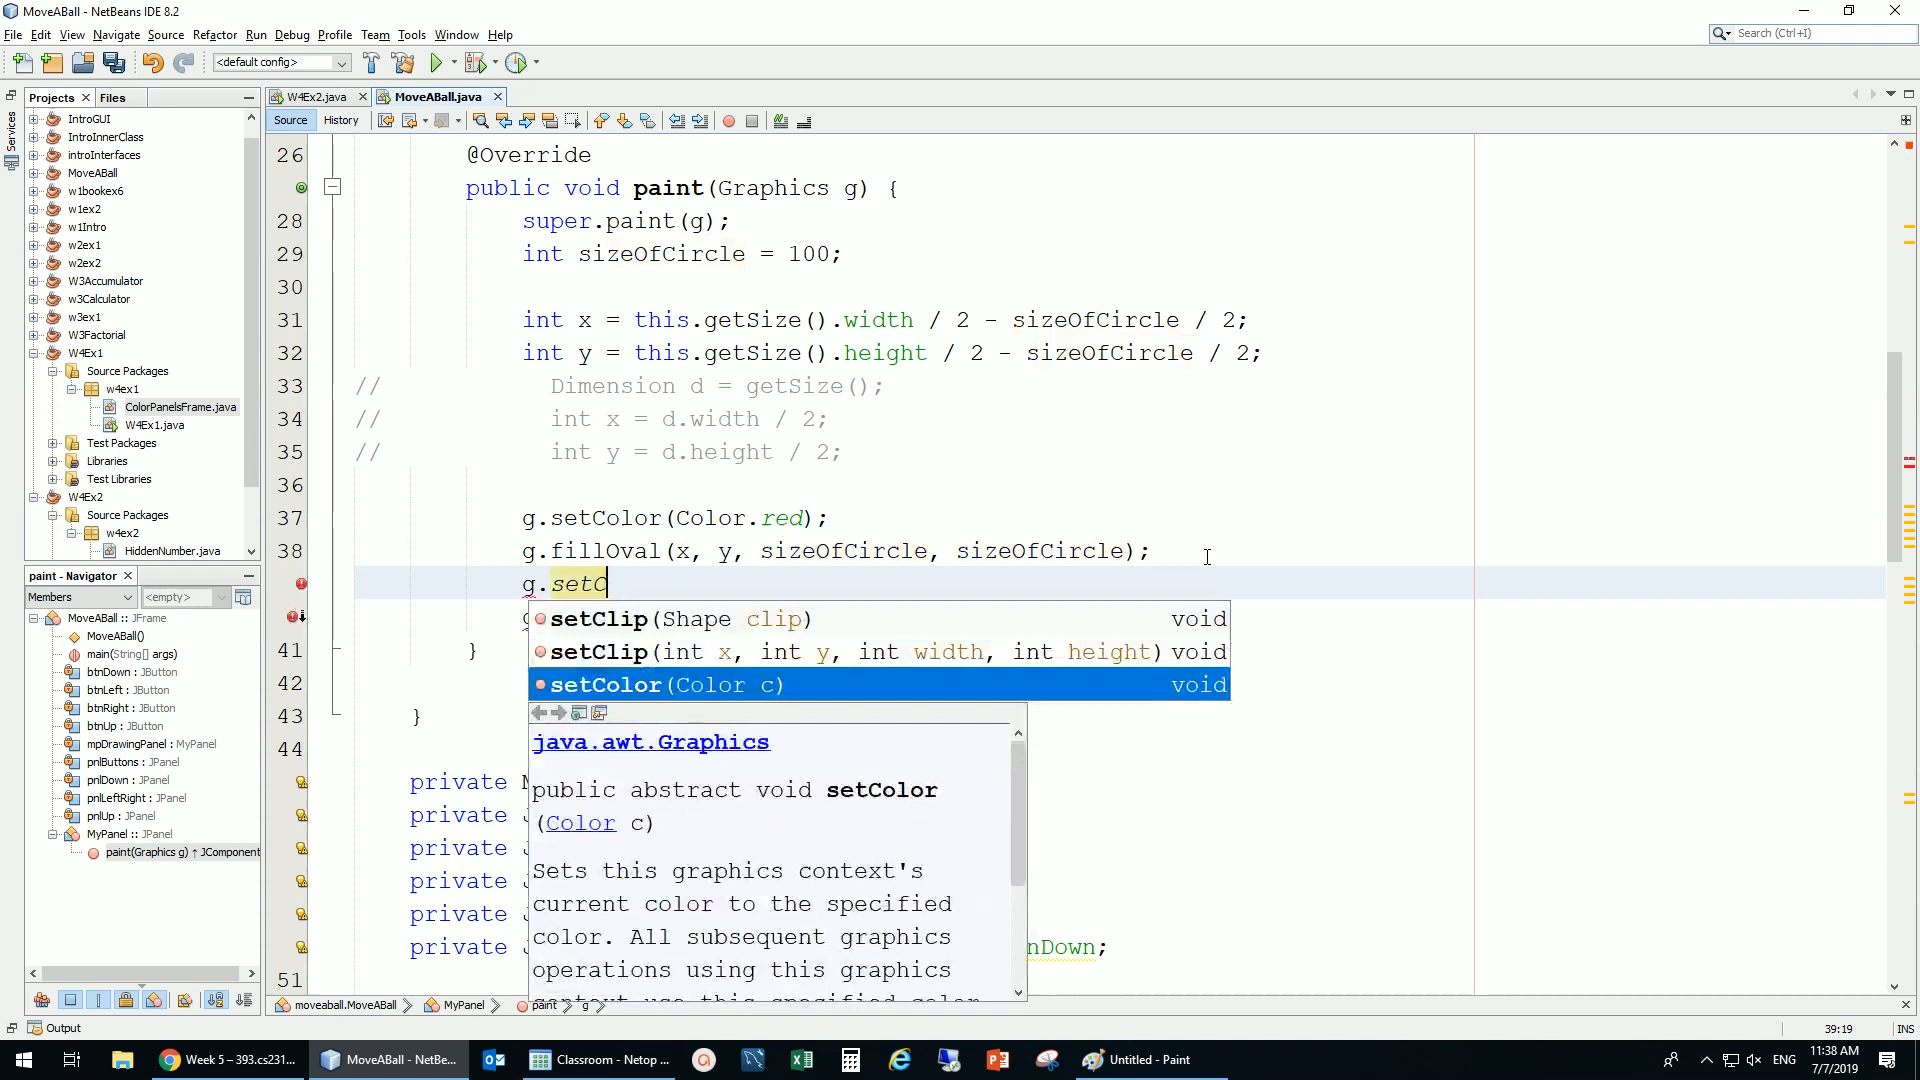 MoveABall - NetBeans IDE 8.2
File Edit View Navigate Source Refactor Run Debug Profile Team Tools Window Help
Search (Ctrl+I)
<default config>
Projects Files
Services
IntroGUI
IntroInnerClass
introInterfaces
MoveABall
w1bookex6
w1ex2
w1Intro
w2ex1
w2ex2
W3Accumulator
w3Calculator
w3ex1
W3Factorial
W4Ex1
Source Packages
w4ex1
ColorPanelsFrame.java
W4Ex1.java
Test Packages
Libraries
Test Libraries
W4Ex2
Source Packages
w4ex2
HiddenNumber.java
paint - Navigator
Members <empty>
MoveABall :: JFrame
MoveABall()
main(String[] args)
btnDown : JButton
btnLeft : JButton
btnRight : JButton
btnUp : JButton
mpDrawingPanel : MyPanel
pnlButtons : JPanel
pnlDown : JPanel
pnlLeftRight : JPanel
pnlUp : JPanel
MyPanel :: JPanel
paint(Graphics g) ↑ JComponent
W4Ex2.java MoveABall.java
Source History
26 @Override
public void paint(Graphics g) {
28 super.paint(g);
29 int sizeOfCircle = 100;
30
31 int x = this.getSize().width / 2 - sizeOfCircle / 2;
32 int y = this.getSize().height / 2 - sizeOfCircle / 2;
33 // Dimension d = getSize();
34 // int x = d.width / 2;
35 // int y = d.height / 2;
36
37 g.setColor(Color.red);
38 g.fillOval(x, y, sizeOfCircle, sizeOfCircle);
g.setC
setClip(Shape clip) void
41 }
setClip(int x, int y, int width, int height) void
42
setColor(Color c) void
43 }
44
java.awt.Graphics
public abstract void setColor
(Color c)
Sets this graphics context's
current color to the specified
color. All subsequent graphics
operations using this graphics
context use this specified color
private M
private J
private J
private J
private J
private J nDown;
51
moveaball.MoveABall MyPanel paint g
Output
39:19 INS
Week 5 – 393.cs231... MoveABall - NetBe... Classroom - Netop ... Untitled - Paint
ENG
11:38 AM
7/7/2019